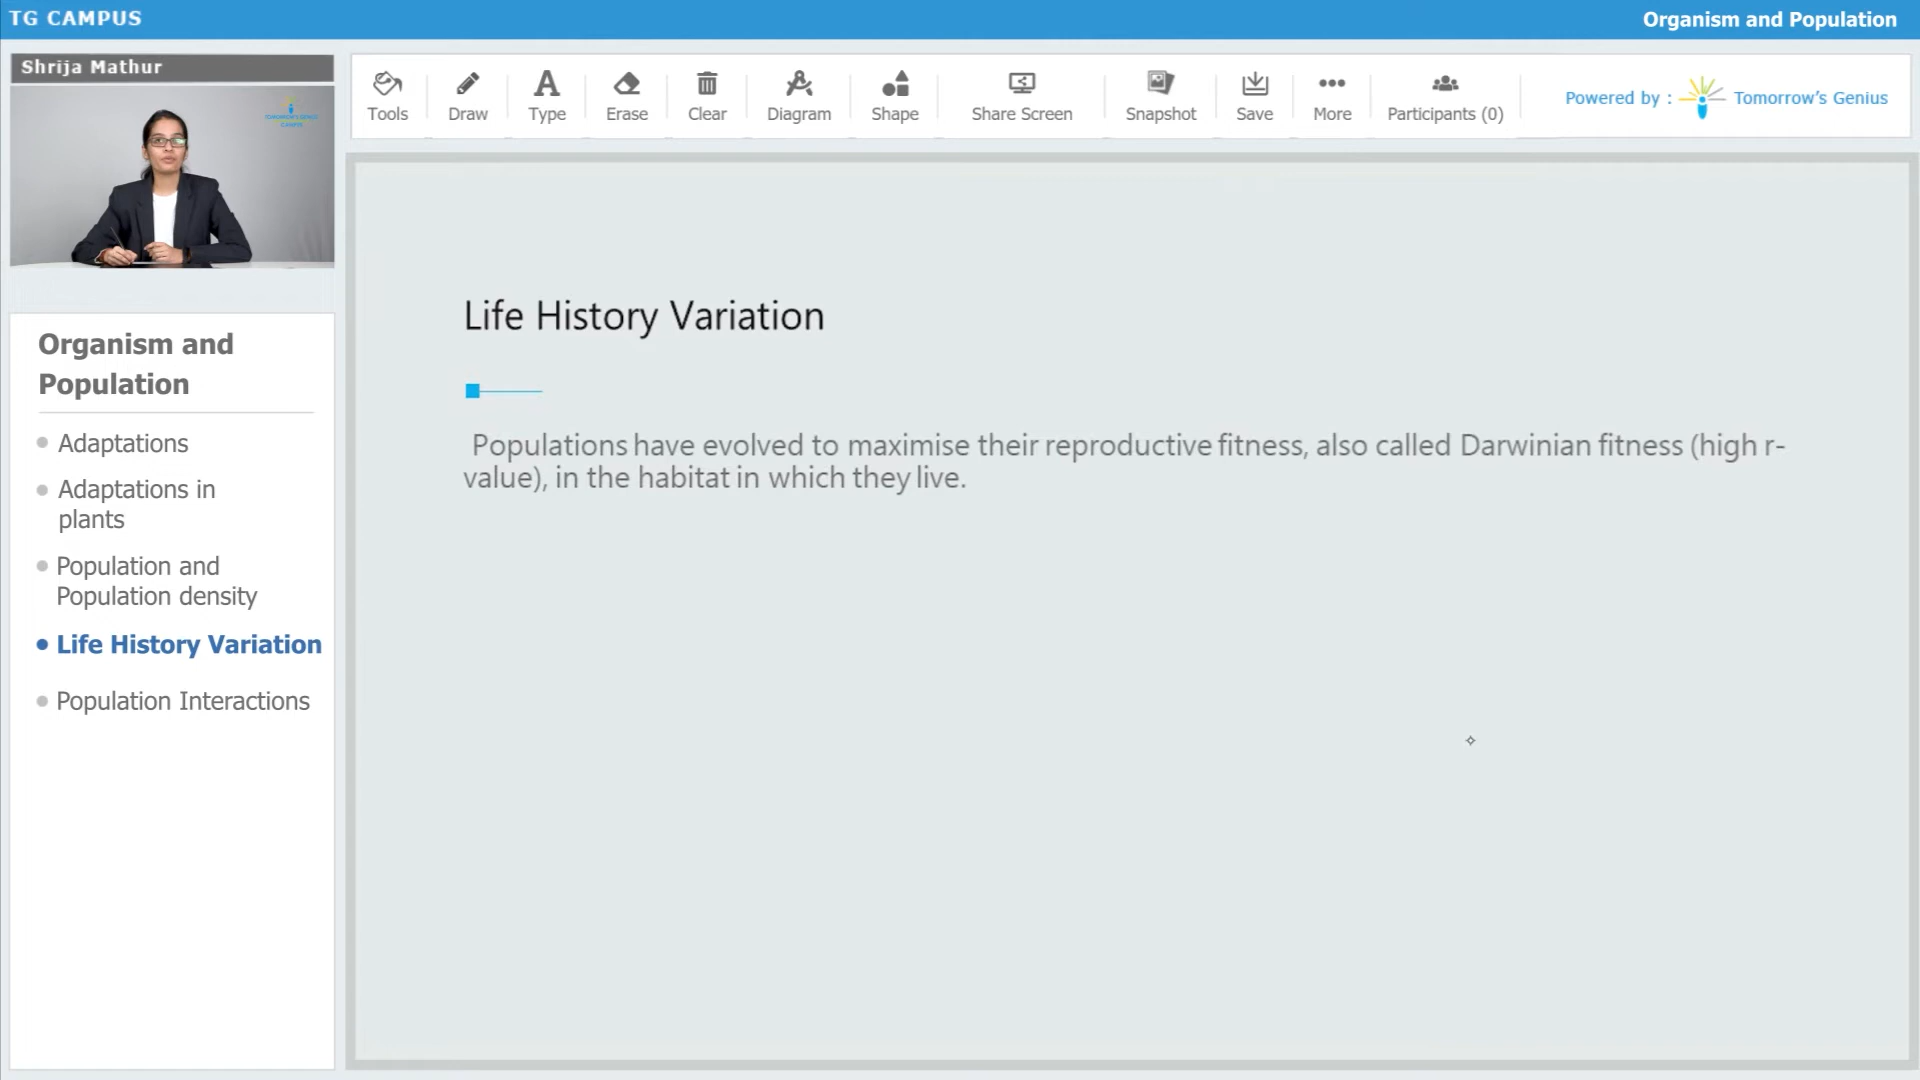 TG CAMPUS
Organism and Population
Shrija Mathur
TOMORROW'S GENIUS
CAMPUS
Tools
Draw
Type
Erase
Clear
Diagram
Shape
Share Screen
Snapshot
Save
More
Participants (0)
Powered by :
Tomorrow's Genius
Organism and
Population
Adaptations
Adaptations in
plants
Population and
Population density
Life History Variation
Population Interactions
Life History Variation
Populations have evolved to maximise their reproductive fitness, also called Darwinian fitness (high r-
value), in the habitat in which they live.